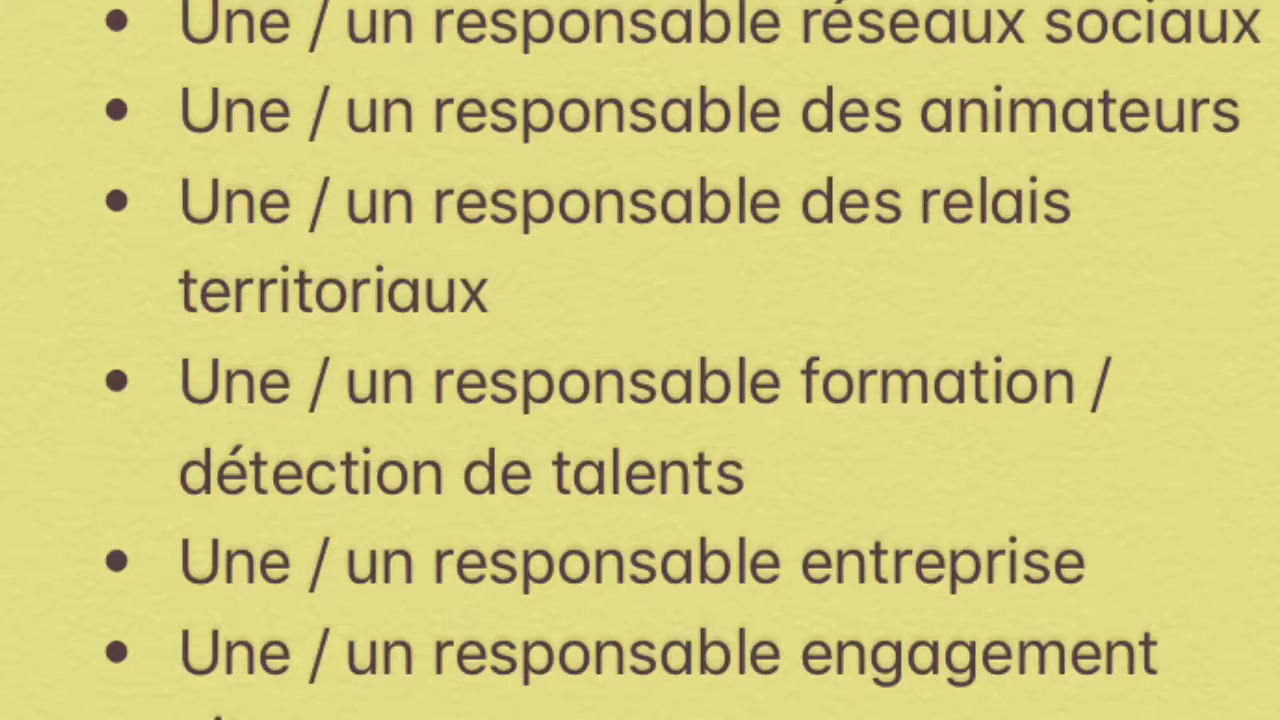 • Une / un responsable réseaux sociaux
• Une / un responsable des animateurs
• Une / un responsable des relais
territoriaux
• Une / un responsable formation /
détection de talents
• Une / un responsable entreprise
• Une / un responsable engagement